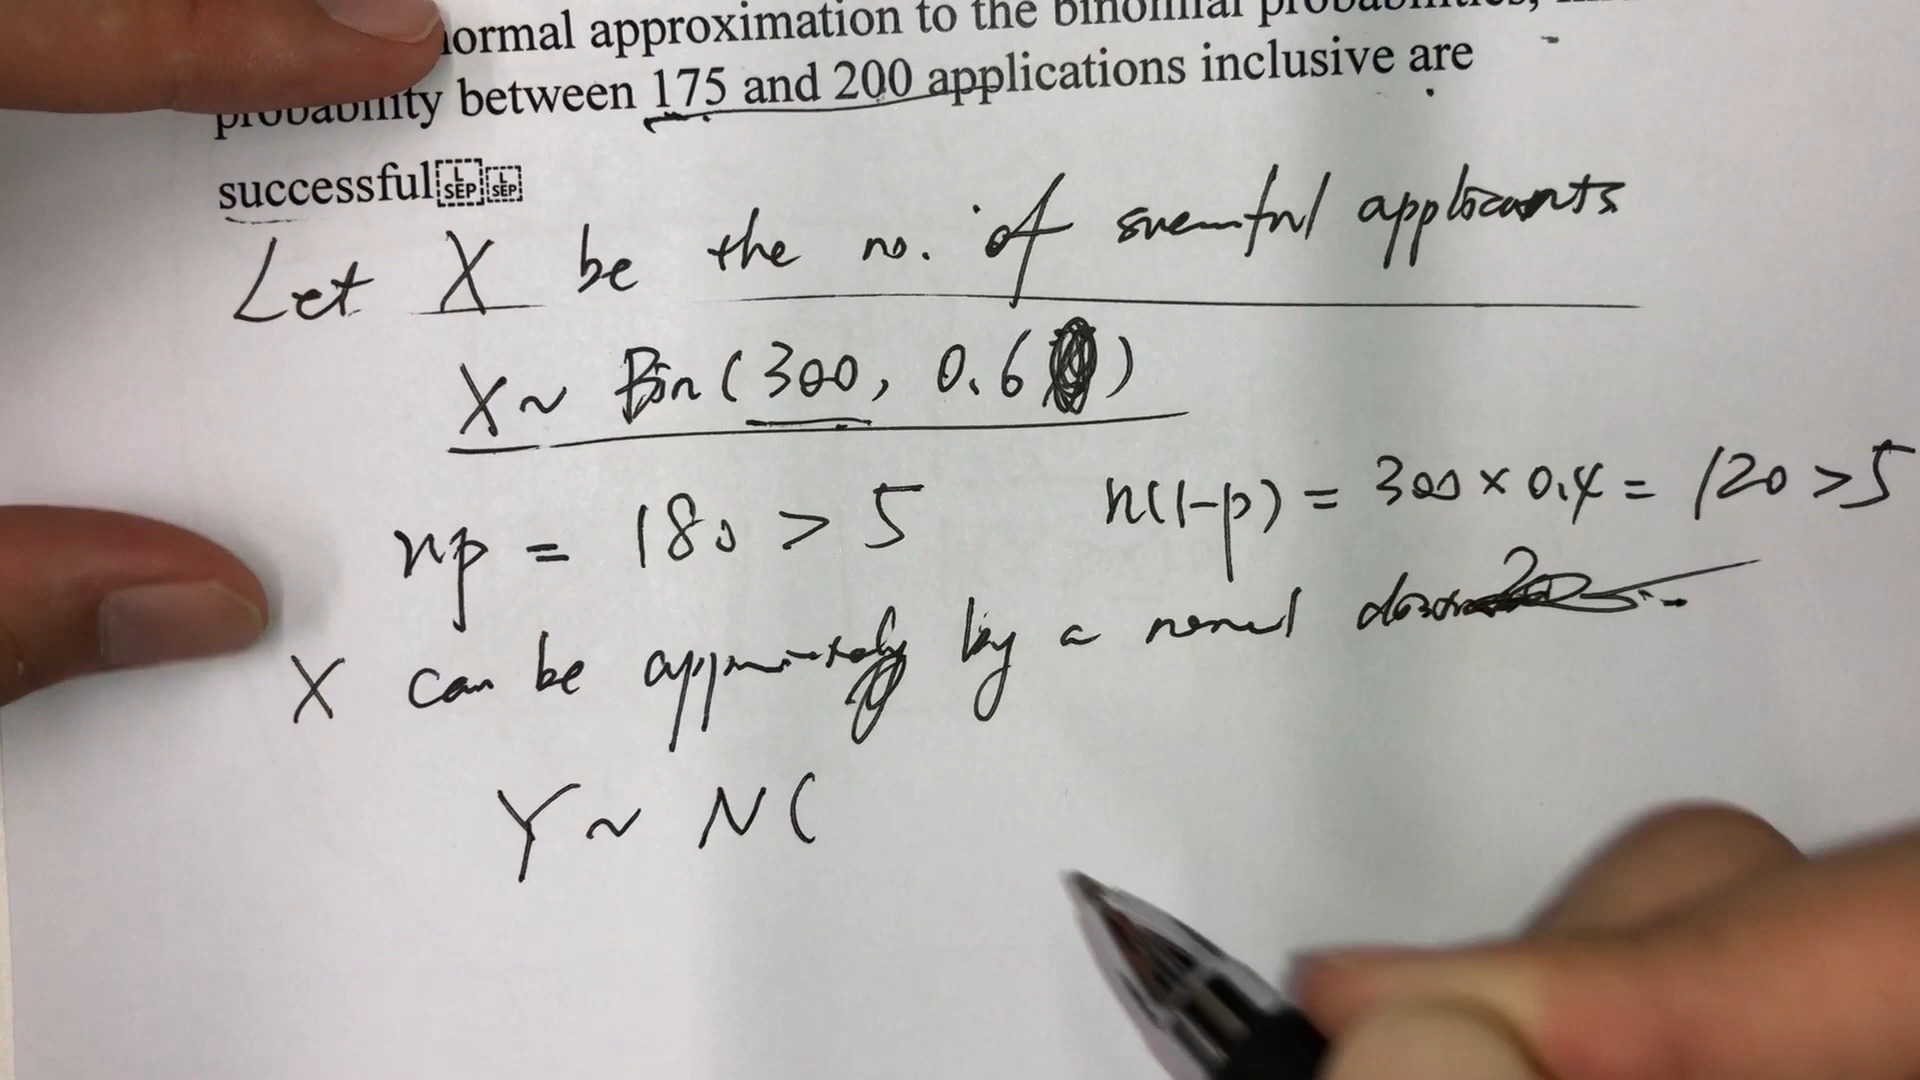 normal approximation to the binomial
probability between 175 and 200 applications inclusive are
successful
Let X be the no. of successful applicants
X ~ Bin (300, 0.6)
np = 180 > 5 n(1-p) = 300 × 0.4 = 120 > 5
X can be by a normal
Y ~ N (